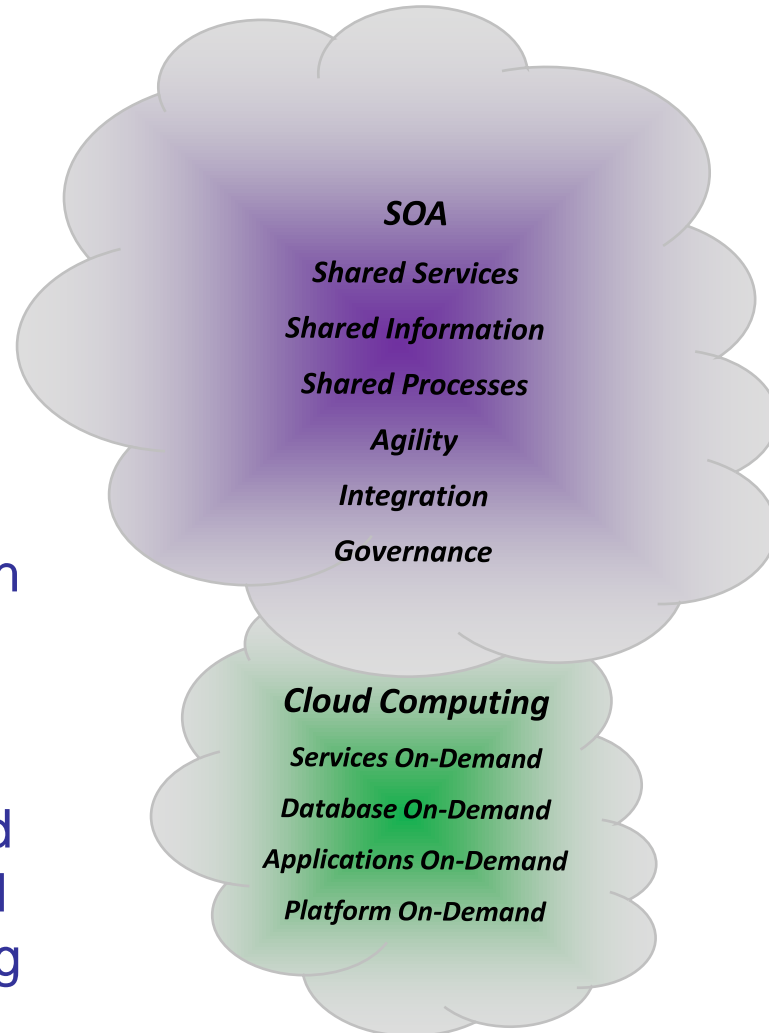 SOA
Shared Services
Shared Information
Shared Processes
Agility
Integration
Governance
Cloud Computing
Services On-Demand
Database On-Demand
Applications On-Demand
Platform On-Demand